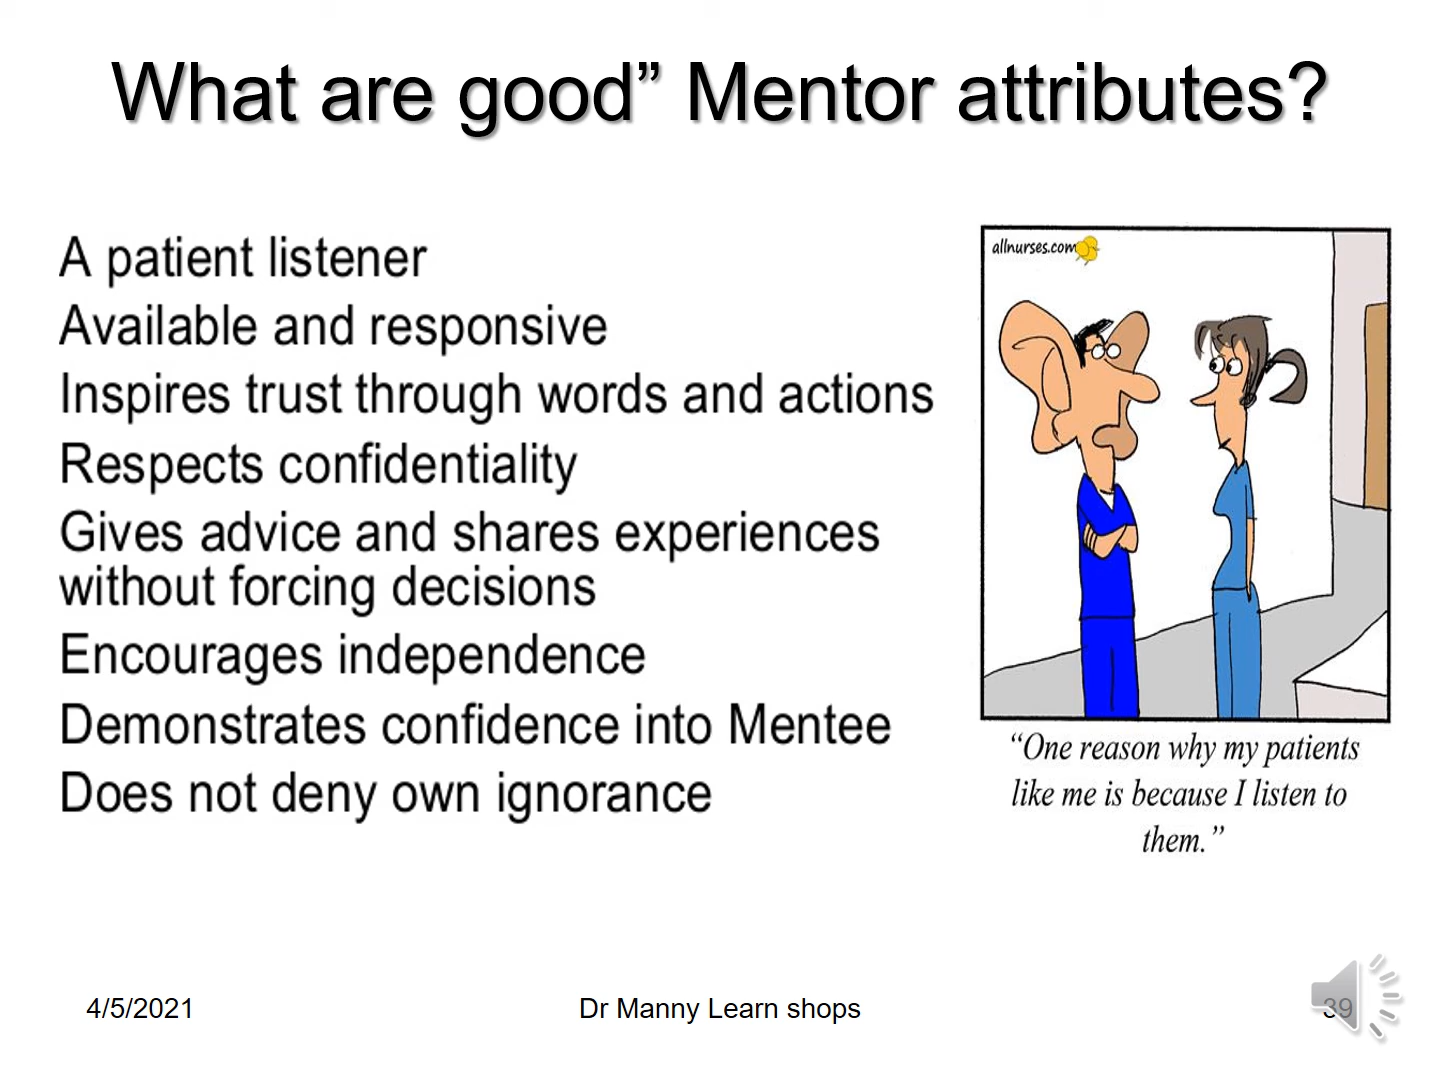 What are good” Mentor attributes?
A patient listener
Available and responsive
Inspires trust through words and actions
Respects confidentiality
Gives advice and shares experiences
without forcing decisions
Encourages independence
Demonstrates confidence into Mentee
Does not deny own ignorance
allnurses.com
“One reason why my patients
like me is because I listen to
them.”
4/5/2021
Dr Manny Learn shops
39